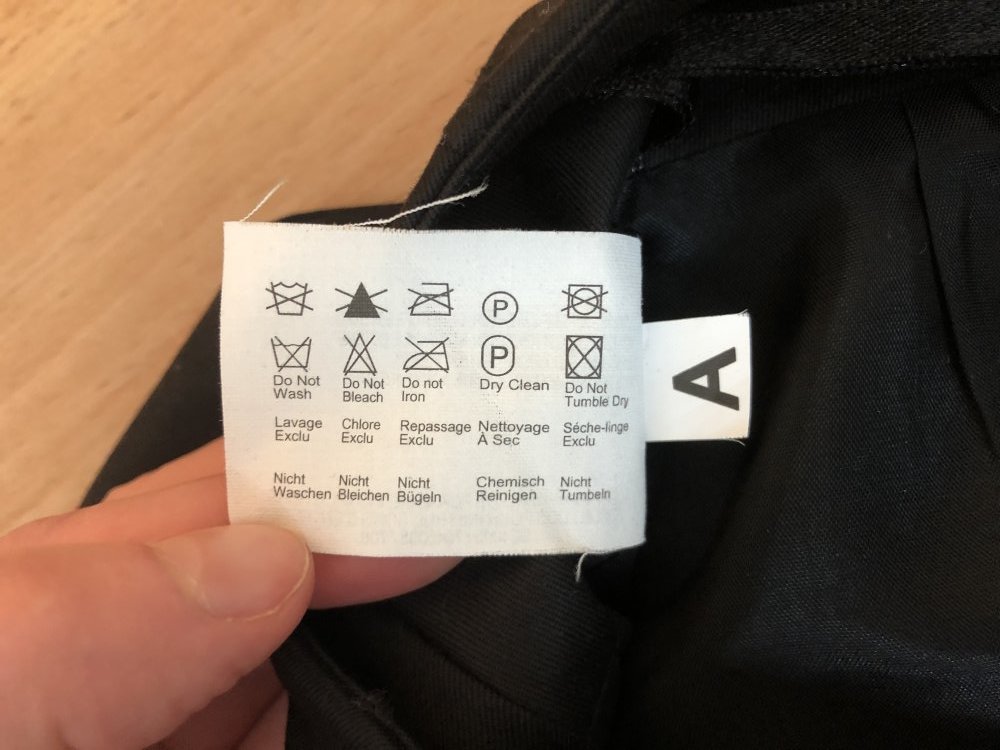 P
P
Do Not Wash
Do Not Bleach
Do not Iron
Dry Clean
Do Not Tumble Dry
Lavage Exclu
Chlore Exclu
Repassage Exclu
Nettoyage À Sec
Séche-linge Exclu
Nicht Waschen
Nicht Bleichen
Nicht Bügeln
Chemisch Reinigen
Nicht Tumbeln
A